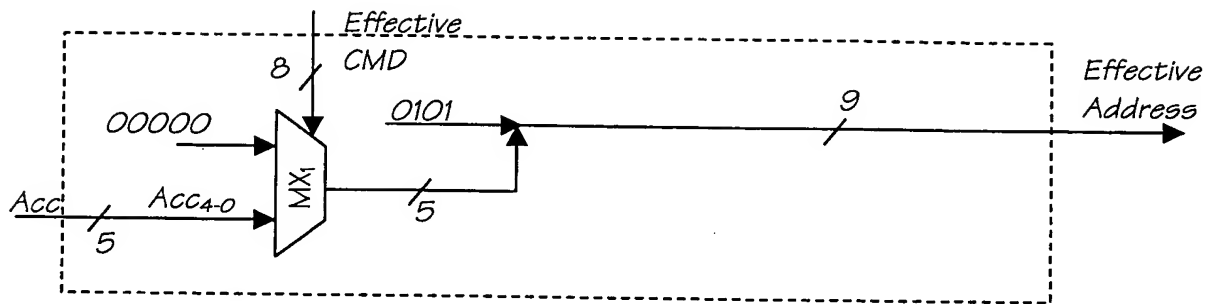 Effective
CMD
8
Effective
Address
00000
0101
9
MX1
Acc
Acc4-0
5
5